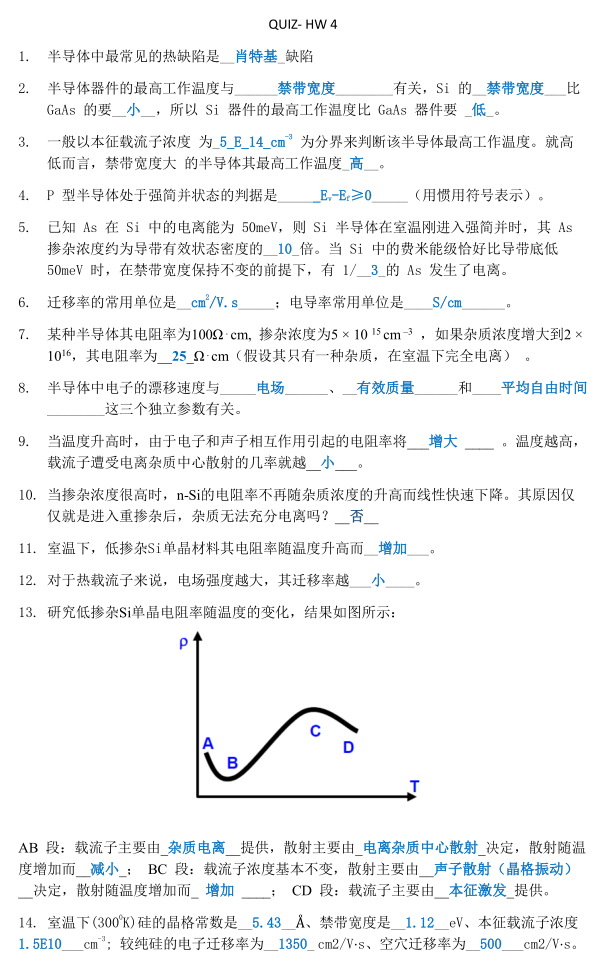 QUIZ- HW 4
1. 半导体中最常见的热缺陷是__肖特基_缺陷
2. 半导体器件的最高工作温度与______禁带宽度________有关，Si 的__禁带宽度___比
GaAs 的要__小__，所以 Si 器件的最高工作温度比 GaAs 器件要 _低_。
3. 一般以本征载流子浓度 为_5_E_14_cm⁻³ 为分界来判断该半导体最高工作温度。就高
低而言，禁带宽度大 的半导体其最高工作温度_高__。
4. P 型半导体处于强简并状态的判据是______Eᵥ-E_f≥0_____（用惯用符号表示）。
5. 已知 As 在 Si 中的电离能为 50meV，则 Si 半导体在室温刚进入强简并时，其 As
掺杂浓度约为导带有效状态密度的__10_倍。当 Si 中的费米能级恰好比导带底低
50meV 时，在禁带宽度保持不变的前提下，有 1/__3_的 As 发生了电离。
6. 迁移率的常用单位是__cm²/V.s_____；电导率常用单位是____S/cm______。
7. 某种半导体其电阻率为100Ω·cm, 掺杂浓度为5 × 10 ¹⁵ cm⁻³ ，如果杂质浓度增大到2 ×
10¹⁶，其电阻率为__25_Ω·cm（假设其只有一种杂质，在室温下完全电离） 。
8. 半导体中电子的漂移速度与_____电场______、__有效质量______和____平均自由时间
________这三个独立参数有关。
9. 当温度升高时，由于电子和声子相互作用引起的电阻率将___增大 ____ 。温度越高，
载流子遭受电离杂质中心散射的几率就越__小___。
10. 当掺杂浓度很高时，n-Si的电阻率不再随杂质浓度的升高而线性快速下降。其原因仅
仅就是进入重掺杂后，杂质无法充分电离吗？__否__
11. 室温下，低掺杂Si单晶材料其电阻率随温度升高而__增加___。
12. 对于热载流子来说，电场强度越大，其迁移率越___小____。
13. 研究低掺杂Si单晶电阻率随温度的变化，结果如图所示：
ρ
A
B
C
D
T
AB 段：载流子主要由_杂质电离__提供，散射主要由_电离杂质中心散射_决定，散射随温
度增加而__减小_； BC 段：载流子浓度基本不变，散射主要由__声子散射（晶格振动）
__决定，散射随温度增加而_ 增加 ____； CD 段：载流子主要由__本征激发_提供。
14. 室温下(300⁰K)硅的晶格常数是__5.43__Å、禁带宽度是__1.12__eV、本征载流子浓度
1.5E10___cm⁻³；较纯硅的电子迁移率为__1350_ cm2/V·s、空穴迁移率为__500___cm2/V·s。